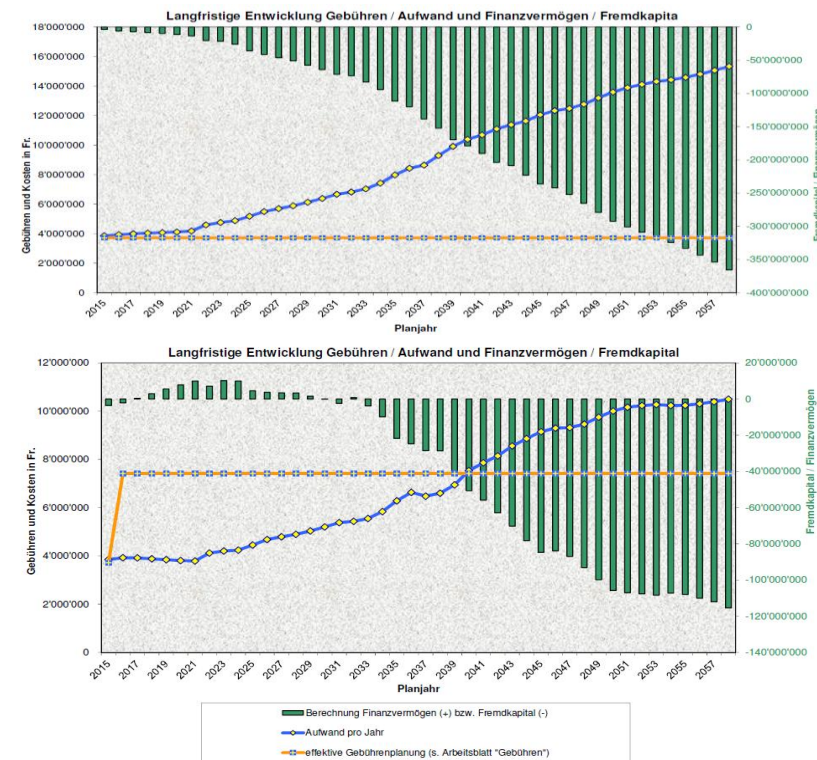 Langfristige Entwicklung Gebühren / Aufwand und Finanzvermögen / Fremdkapita
Gebühren und Kosten in Fr.
18'000'000
16'000'000
14'000'000
12'000'000
10'000'000
8'000'000
6'000'000
4'000'000
2'000'000
0
0
-50'000'000
-100'000'000
-150'000'000
-200'000'000
-250'000'000
-300'000'000
-350'000'000
-400'000'000
Fremdkapital / Finanzvermögen
2015 2017 2019 2021 2023 2025 2027 2029 2031 2033 2035 2037 2039 2041 2043 2045 2047 2049 2051 2053 2055 2057
Planjahr
Langfristige Entwicklung Gebühren / Aufwand und Finanzvermögen / Fremdkapital
Gebühren und Kosten in Fr.
12'000'000
10'000'000
8'000'000
6'000'000
4'000'000
2'000'000
0
20'000'000
0
-20'000'000
-40'000'000
-60'000'000
-80'000'000
-100'000'000
-120'000'000
-140'000'000
Fremdkapital / Finanzvermögen
2015 2017 2019 2021 2023 2025 2027 2029 2031 2033 2035 2037 2039 2041 2043 2045 2047 2049 2051 2053 2055 2057
Planjahr
Berechnung Finanzvermögen (+) bzw. Fremdkapital (-)
Aufwand pro Jahr
effektive Gebührenplanung (s. Arbeitsblatt "Gebühren")